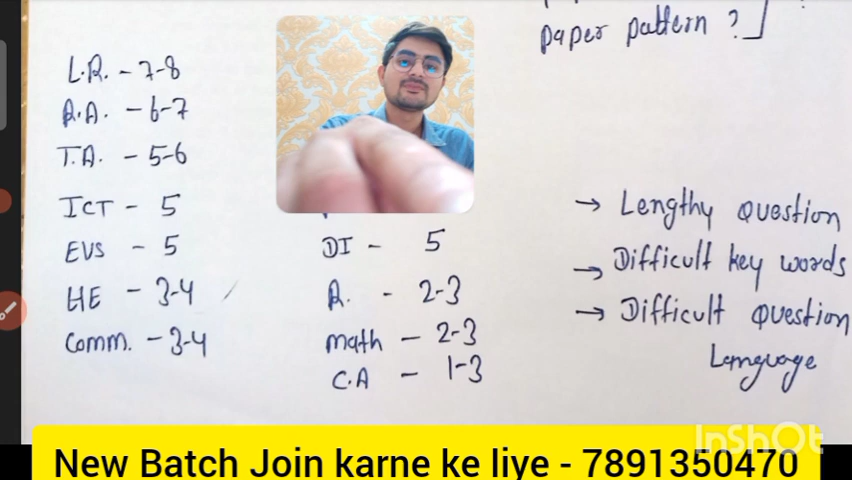 paper pattern ?]
L.R. - 7-8
R.A. - 6-7
T.A. - 5-6
ICT - 5
EVS - 5
HE - 3-4
Comm. - 3-4
DI - 5
R. - 2-3
math - 2-3
C.A - 1-3
→ Lengthy question
→ Difficult key words
→ Difficult question
Language
InShOt
New Batch Join karne ke liye - 7891350470